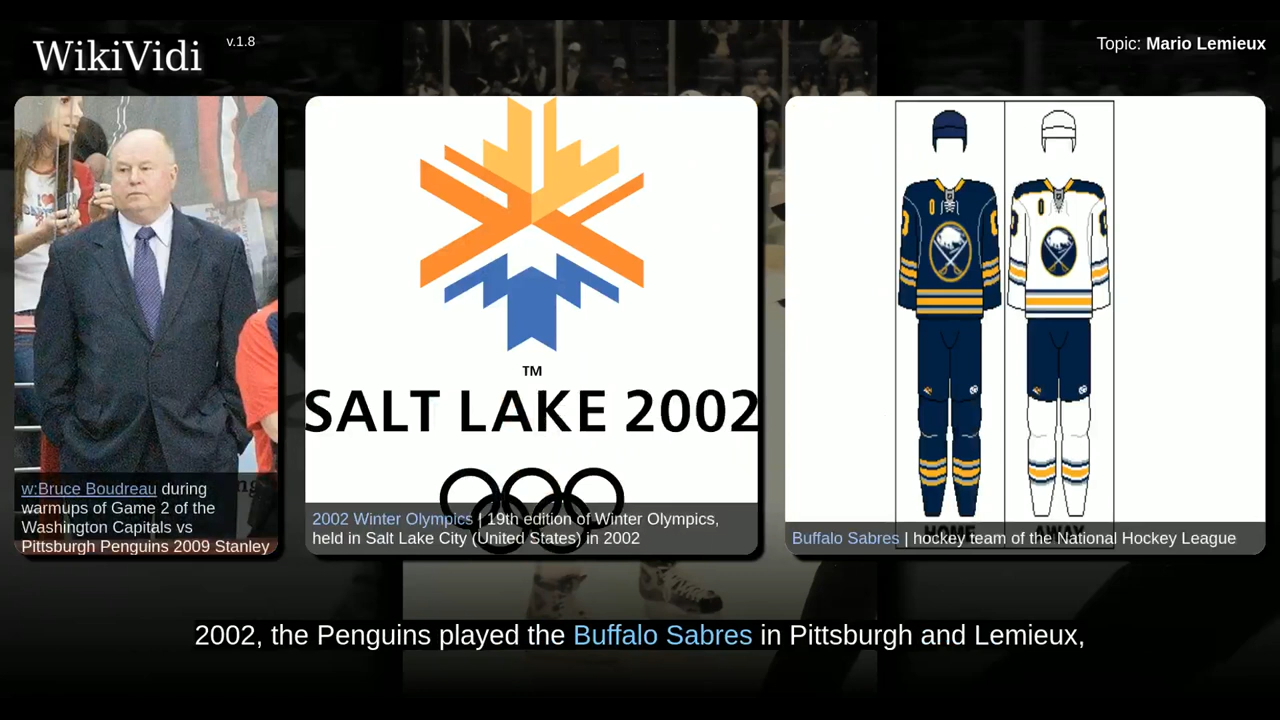 WikiVidi
v.1.8
Topic: Mario Lemieux
w:Bruce Boudreau during
warmups of Game 2 of the
Washington Capitals vs
Pittsburgh Penguins 2009 Stanley
TM
SALT LAKE 2002
2002 Winter Olympics | 19th edition of Winter Olympics,
held in Salt Lake City (United States) in 2002
HOME AWAY
Buffalo Sabres | hockey team of the National Hockey League
2002, the Penguins played the Buffalo Sabres in Pittsburgh and Lemieux,